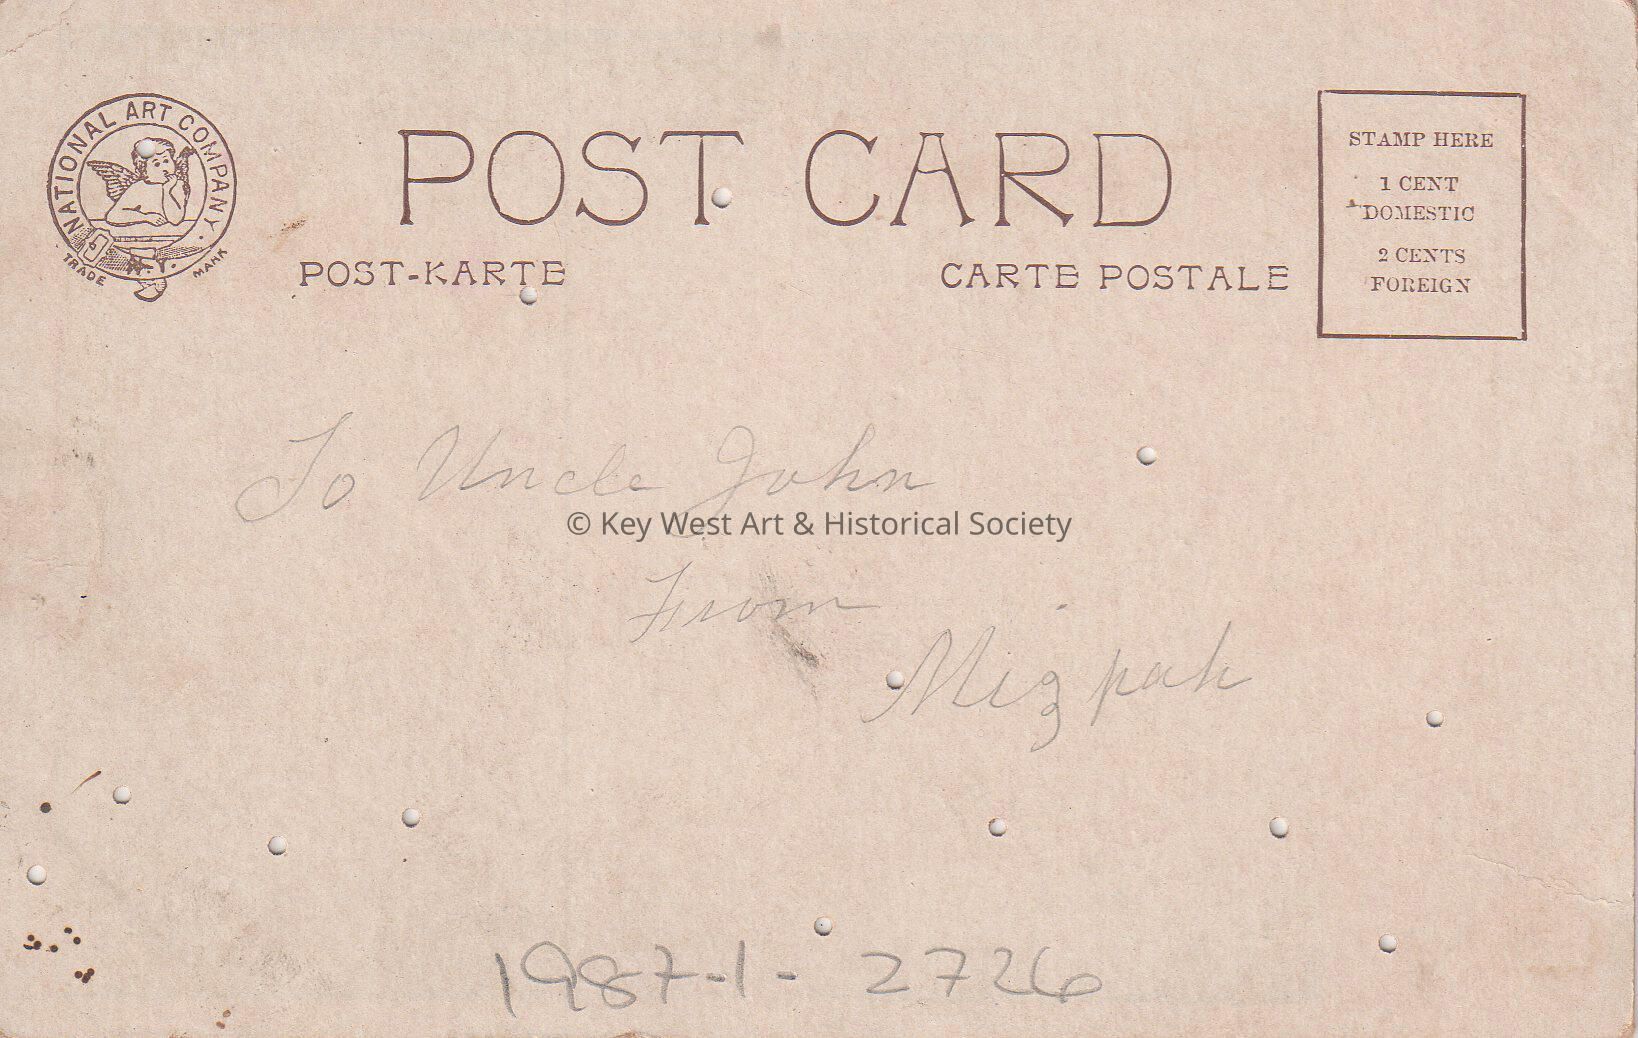 NATIONAL ART COMPANY.
N.Y.
TRADE MARK
POST CARD
POST-KARTE
CARTE POSTALE
STAMP HERE
1 CENT
DOMESTIC
2 CENTS
FOREIGN
To Uncle John
© Key West Art & Historical Society
From
Mizpah
1987-1-2726